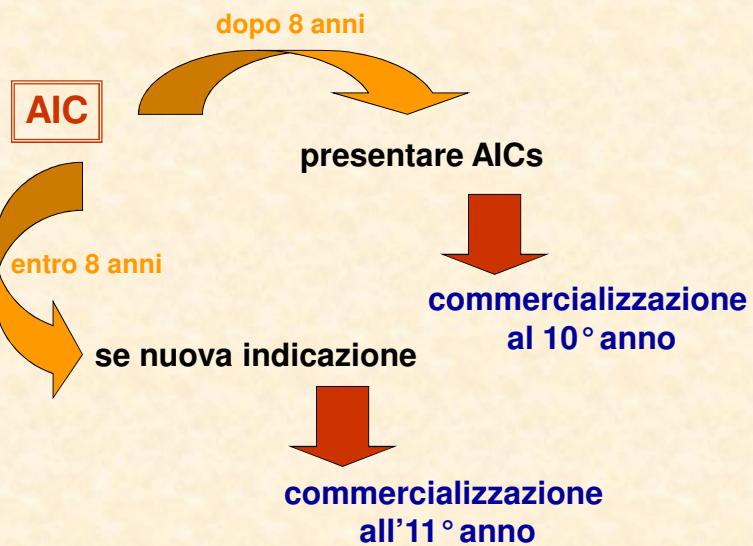 dopo 8 anni
AIC
presentare AICs
entro 8 anni
commercializzazione
al 10° anno
se nuova indicazione
commercializzazione
all'11° anno